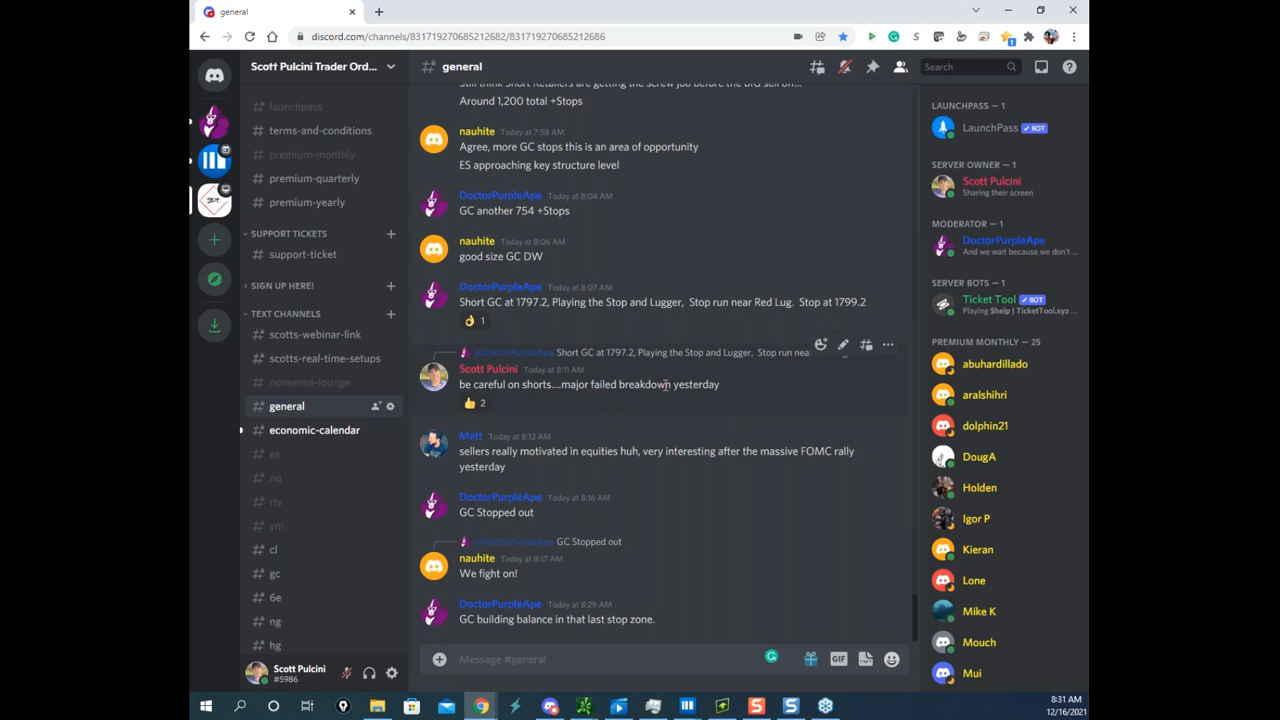 general
discord.com/channels/831719270685212682/831719270685212686
Scott Pulcini Trader Ord...
launchpass
terms-and-conditions
premium-monthly
premium-quarterly
premium-yearly
SUPPORT TICKETS
support-ticket
SIGN UP HERE!
TEXT CHANNELS
scotts-webinar-link
scotts-real-time-setups
nonsense-lounge
general
economic-calendar
es
nq
rty
ym
cl
gc
6e
ng
hg
Scott Pulcini
#5986
general
Search
Still think Short Retailers are getting the screw job before the BIG sell off...
Around 1,200 total +Stops
nauhite Today at 7:58 AM
Agree, more GC stops this is an area of opportunity
ES approaching key structure level
DoctorPurpleApe Today at 8:04 AM
GC another 754 +Stops
nauhite Today at 8:06 AM
good size GC DW
DoctorPurpleApe Today at 8:07 AM
Short GC at 1797.2, Playing the Stop and Lugger, Stop run near Red Lug. Stop at 1799.2
1
@DoctorPurpleApe Short GC at 1797.2, Playing the Stop and Lugger, Stop run nea
Scott Pulcini Today at 8:11 AM
be careful on shorts....major failed breakdown yesterday
2
Matt Today at 8:12 AM
sellers really motivated in equities huh, very interesting after the massive FOMC rally
yesterday
DoctorPurpleApe Today at 8:16 AM
GC Stopped out
@DoctorPurpleApe GC Stopped out
nauhite Today at 8:17 AM
We fight on!
DoctorPurpleApe Today at 8:29 AM
GC building balance in that last stop zone.
Message #general
GIF
LAUNCHPASS — 1
LaunchPass BOT
SERVER OWNER — 1
Scott Pulcini
Sharing their screen
MODERATOR — 1
DoctorPurpleApe
And we wait because we don't ...
SERVER BOTS — 1
Ticket Tool BOT
Playing $help | TicketTool.xyz ...
PREMIUM MONTHLY — 25
abuhardillado
aralshihri
dolphin21
DougA
Holden
Igor P
Kieran
Lone
Mike K
Mouch
Mui
8:31 AM
12/16/2021